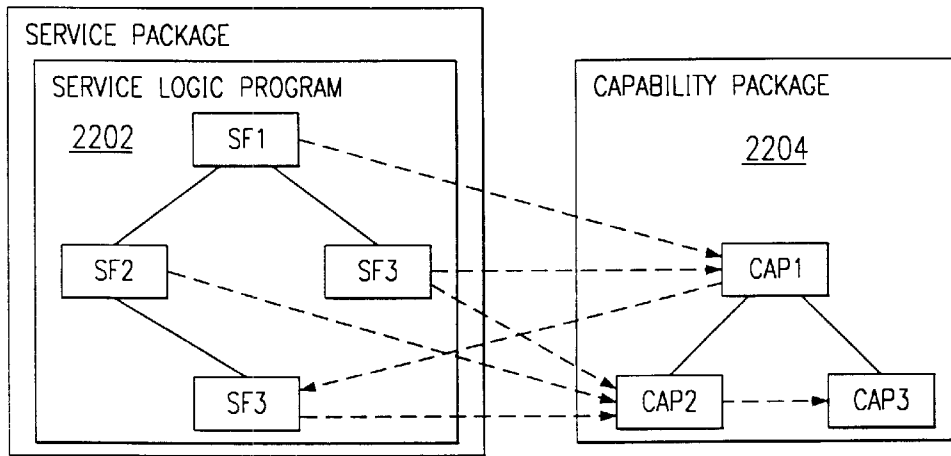 SERVICE PACKAGE
SERVICE LOGIC PROGRAM
2202
SF1
SF2
SF3
SF3
CAPABILITY PACKAGE
2204
CAP1
CAP2
CAP3